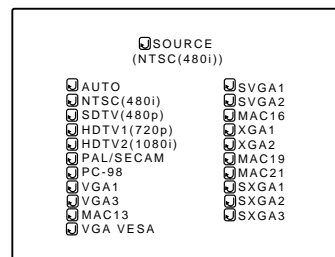 SOURCE
(NTSC(480i))
AUTO
NTSC(480i)
SDTV(480p)
HDTV1(720p)
HDTV2(1080i)
PAL/SECAM
PC-98
VGA1
VGA3
MAC13
VGA VESA
SVGA1
SVGA2
MAC16
XGA1
XGA2
MAC19
MAC21
SXGA1
SXGA2
SXGA3